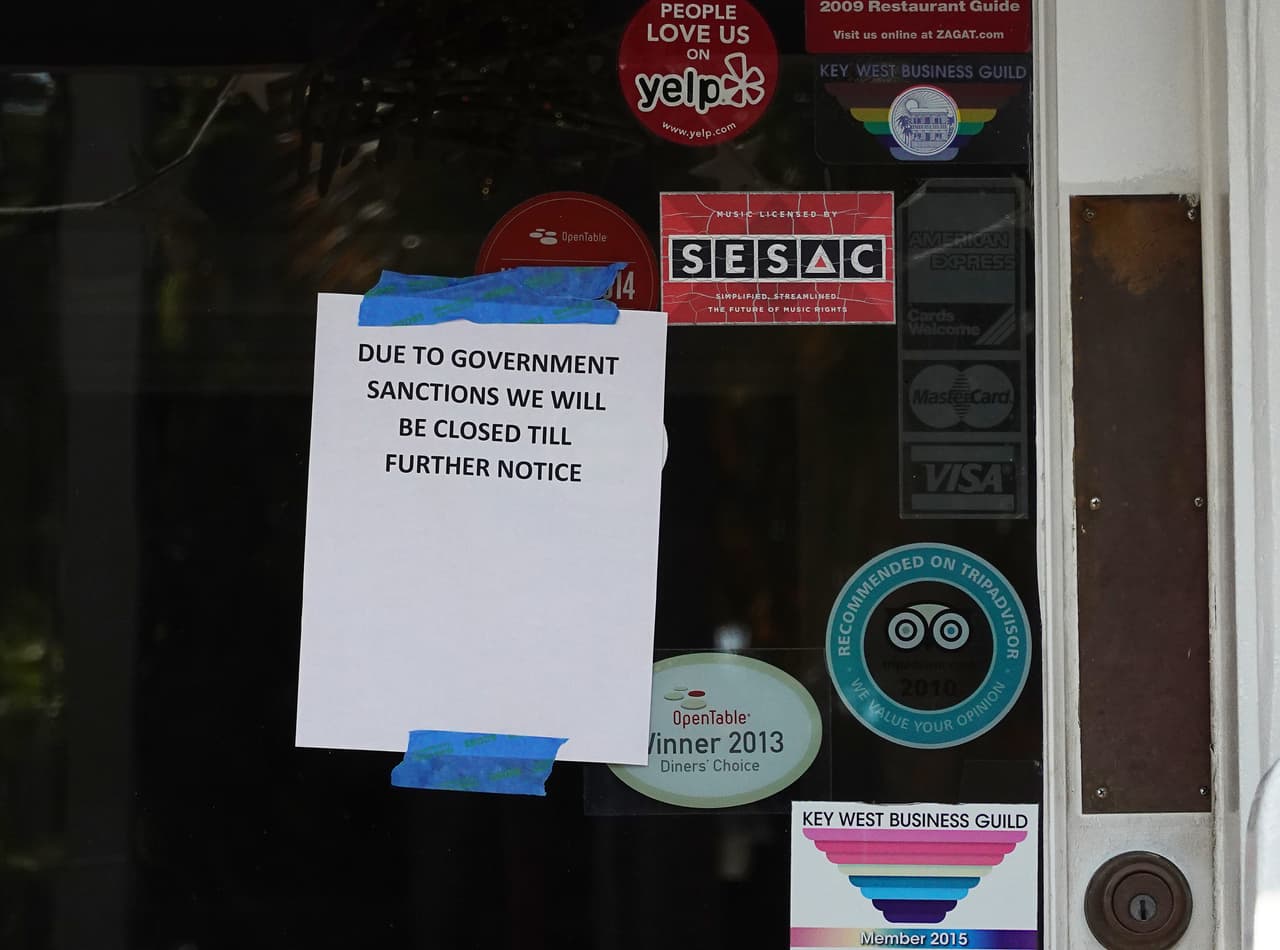 PEOPLE
LOVE US
ON
yelp
www.yelp.com
2009 Restaurant Guide
Visit us online at ZAGAT.com
KEY WEST BUSINESS GUILD
OpenTable
14
MUSIC LICENSED BY
SESAC
SIMPLIFIED, STREAMLINED.
THE FUTURE OF MUSIC RIGHTS
AMERICAN
EXPRESS
Cards
Welcome
MasterCard
VISA
DUE TO GOVERNMENT
SANCTIONS WE WILL
BE CLOSED TILL
FURTHER NOTICE
RECOMMENDED ON TRIPADVISOR
2010
WE VALUE YOUR OPINION
OpenTable
Winner 2013
Diners' Choice
KEY WEST BUSINESS GUILD
Member 2015